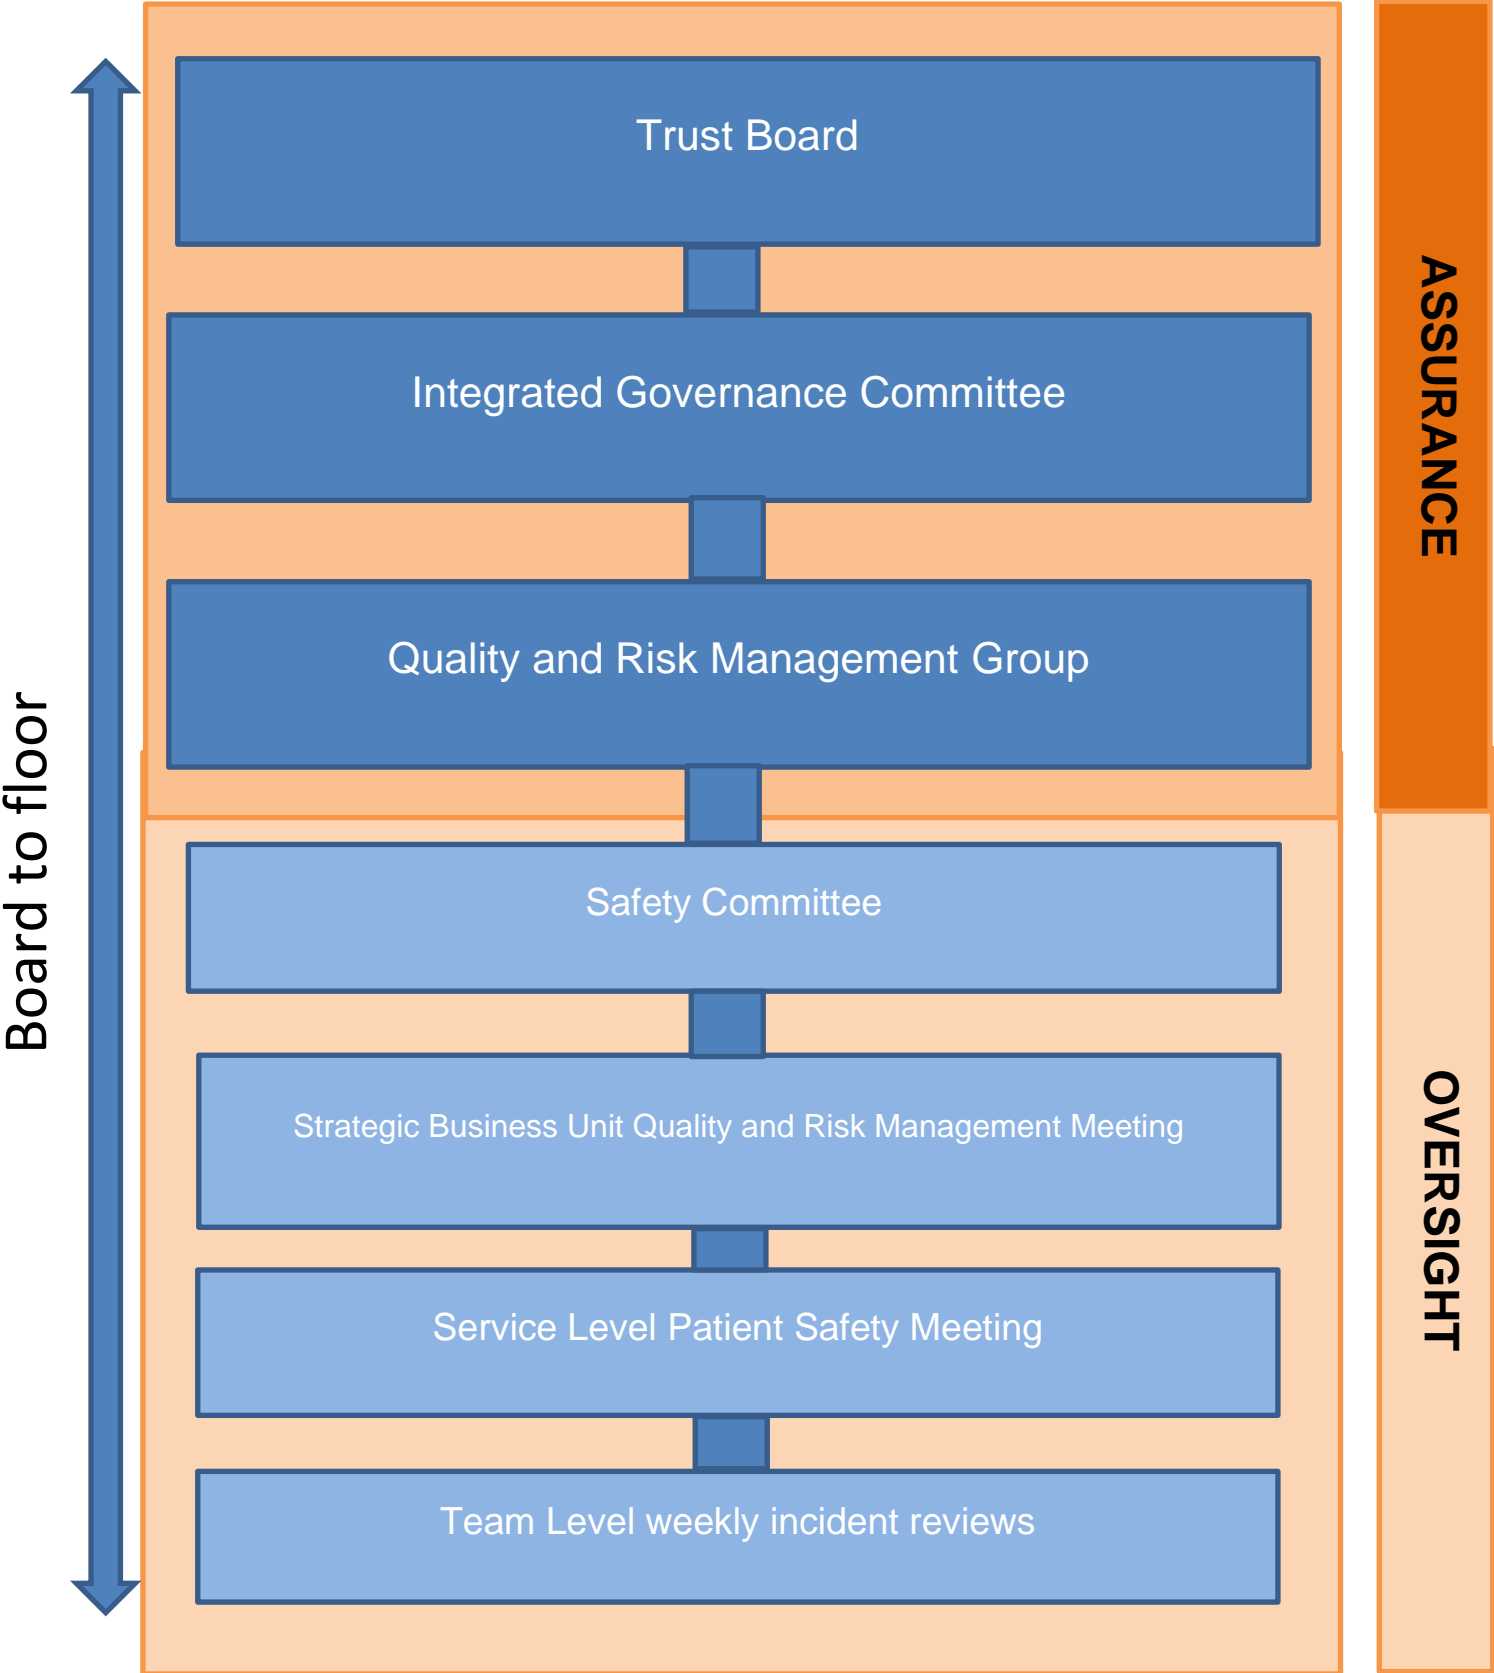 Trust Board
Integrated Governance Committee
Quality and Risk Management Group
Safety Committee
Strategic Business Unit Quality and Risk Management Meeting
Service Level Patient Safety Meeting
Team Level weekly incident reviews
Board to floor
ASSURANCE
OVERSIGHT